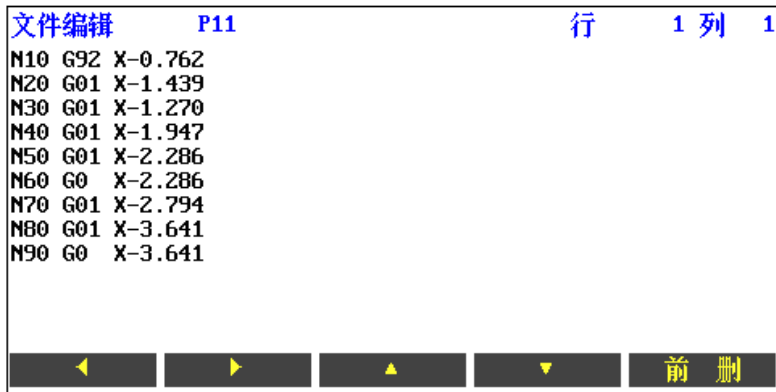 文件编辑 P11 行 1 列 1
N10 G92 X-0.762
N20 G01 X-1.439
N30 G01 X-1.270
N40 G01 X-1.947
N50 G01 X-2.286
N60 G0 X-2.286
N70 G01 X-2.794
N80 G01 X-3.641
N90 G0 X-3.641
前 删